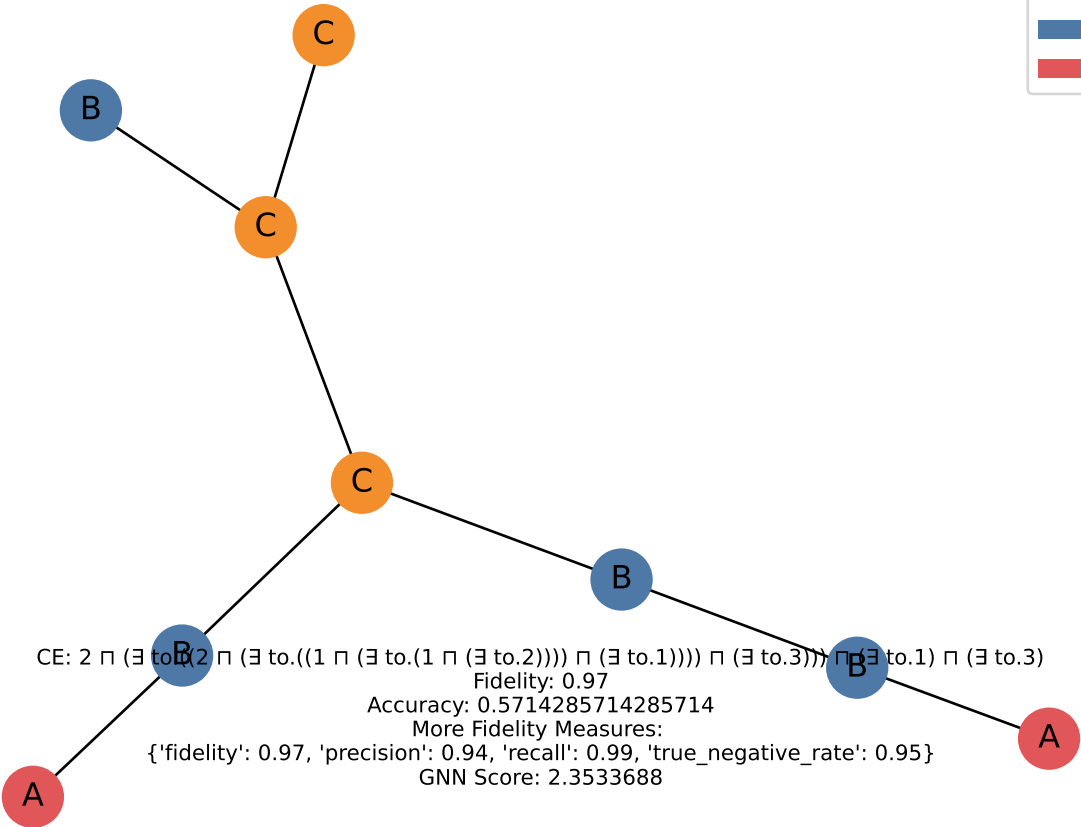 C
B
C
C
B
B
B
CE: 2 ⊓ (∃ to.((2 ⊓ (∃ to.((1 ⊓ (∃ to.(1 ⊓ (∃ to.2)))) ⊓ (∃ to.1)))) ⊓ (∃ to.3))) ⊓ (∃ to.1) ⊓ (∃ to.3)
Fidelity: 0.97
Accuracy: 0.5714285714285714
More Fidelity Measures:
A
{'fidelity': 0.97, 'precision': 0.94, 'recall': 0.99, 'true_negative_rate': 0.95}
GNN Score: 2.3533688
A